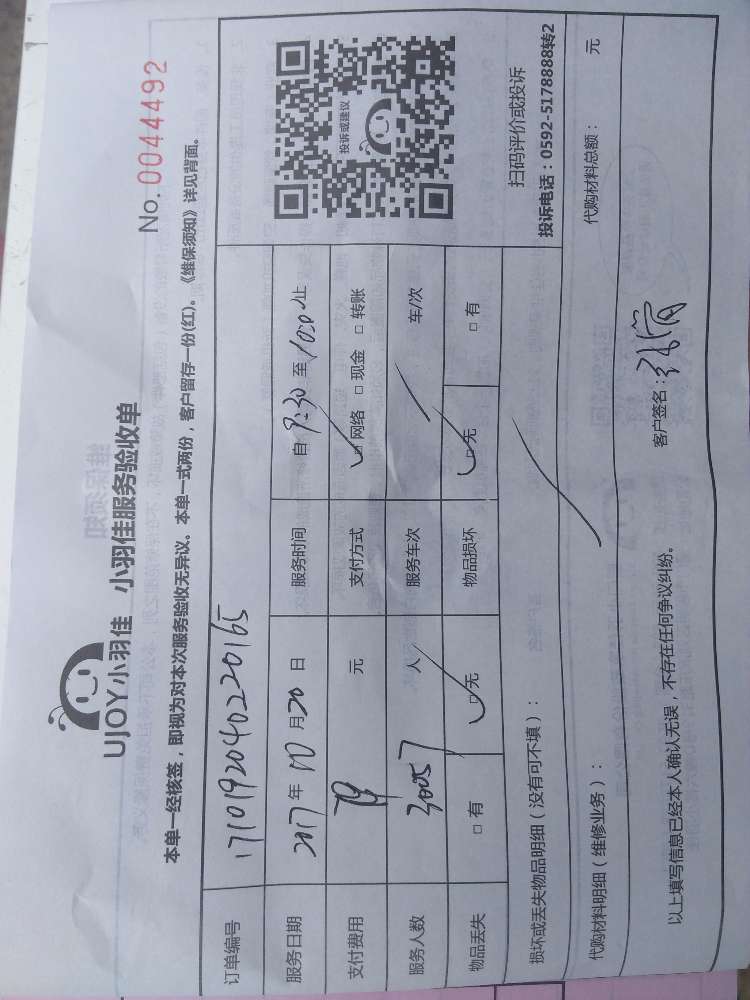 UJOY小羽佳 小羽佳服务验收单
No. 0044492
本单一经核签，即视为对本次服务验收无异议。本单一式两份，客户留存一份(红)。《维保须知》详见背面。
订单编号 1710192040220165
投诉或建议
服务日期 2017 年 10 月 20 日 服务时间 自 9:30 至 10:0 止
支付费用 元 支付方式 □ 网络 □ 现金 □ 转账
服务人数 30057 人 服务车次 车/次
物品丢失 □ 有 □ 无 物品损坏 □ 无 □ 有
扫码评价或投诉
投诉电话：0592-5178888转2
损坏或丢失物品明细（没有可不填）：
代购材料明细（维修业务）： 代购材料总额： 元
以上填写信息已经本人确认无误，不存在任何争议纠纷。 客户签名：